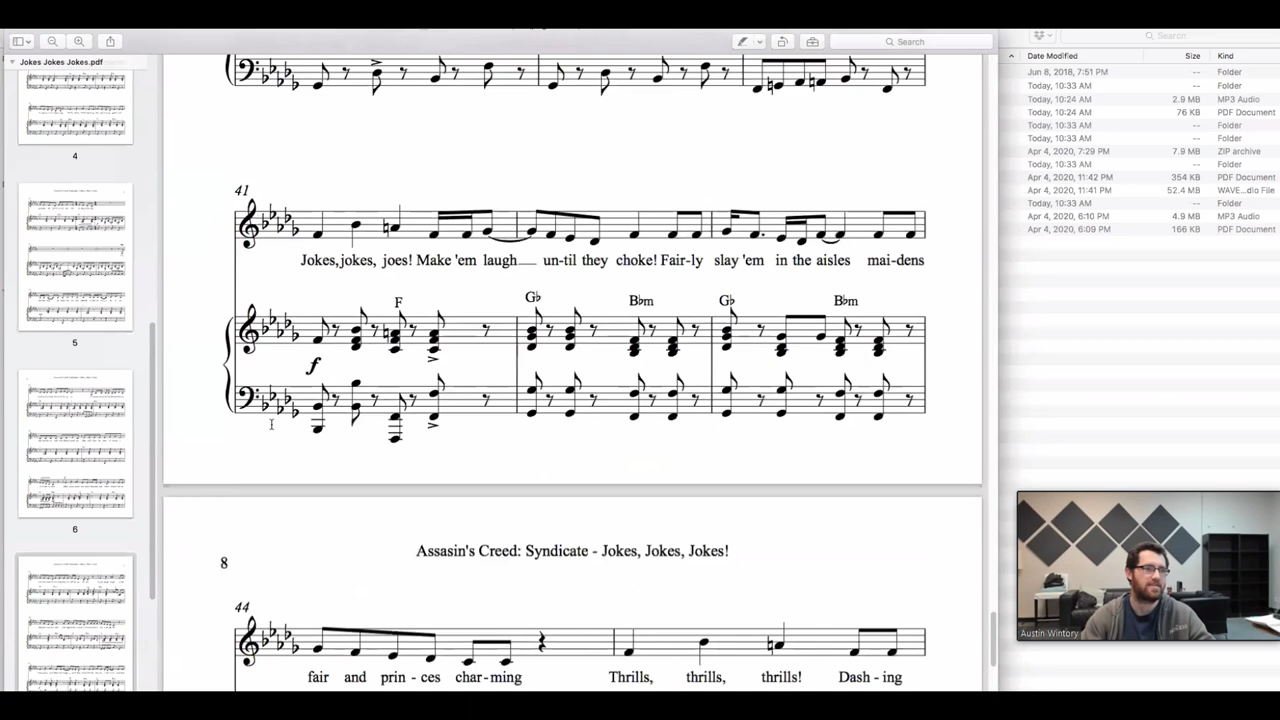 Search
Search
Jokes Jokes Jokes.pdf
Date Modified Size Kind
Jun 8, 2018, 7:51 PM -- Folder
Today, 10:33 AM -- Folder
Today, 10:24 AM 2.9 MB MP3 Audio
Today, 10:24 AM 76 KB PDF Document
Today, 10:33 AM -- Folder
Today, 10:33 AM -- Folder
Apr 4, 2020, 7:29 PM 7.9 MB ZIP archive
Today, 10:33 AM -- Folder
Apr 4, 2020, 11:42 PM 354 KB PDF Document
Apr 4, 2020, 11:41 PM 52.4 MB WAVE...dio File
Today, 10:33 AM -- Folder
Apr 4, 2020, 6:10 PM 4.9 MB MP3 Audio
Apr 4, 2020, 6:09 PM 166 KB PDF Document
4
5
6
41
Jokes, jokes, joes! Make 'em laugh__ un-til they choke! Fair-ly slay 'em in the aisles mai-dens
F G♭ B♭m G♭ B♭m
f
Assasin's Creed: Syndicate - Jokes, Jokes, Jokes!
8
44
fair and prin - ces char-ming Thrills, thrills, thrills! Dash - ing
Austin Wintory